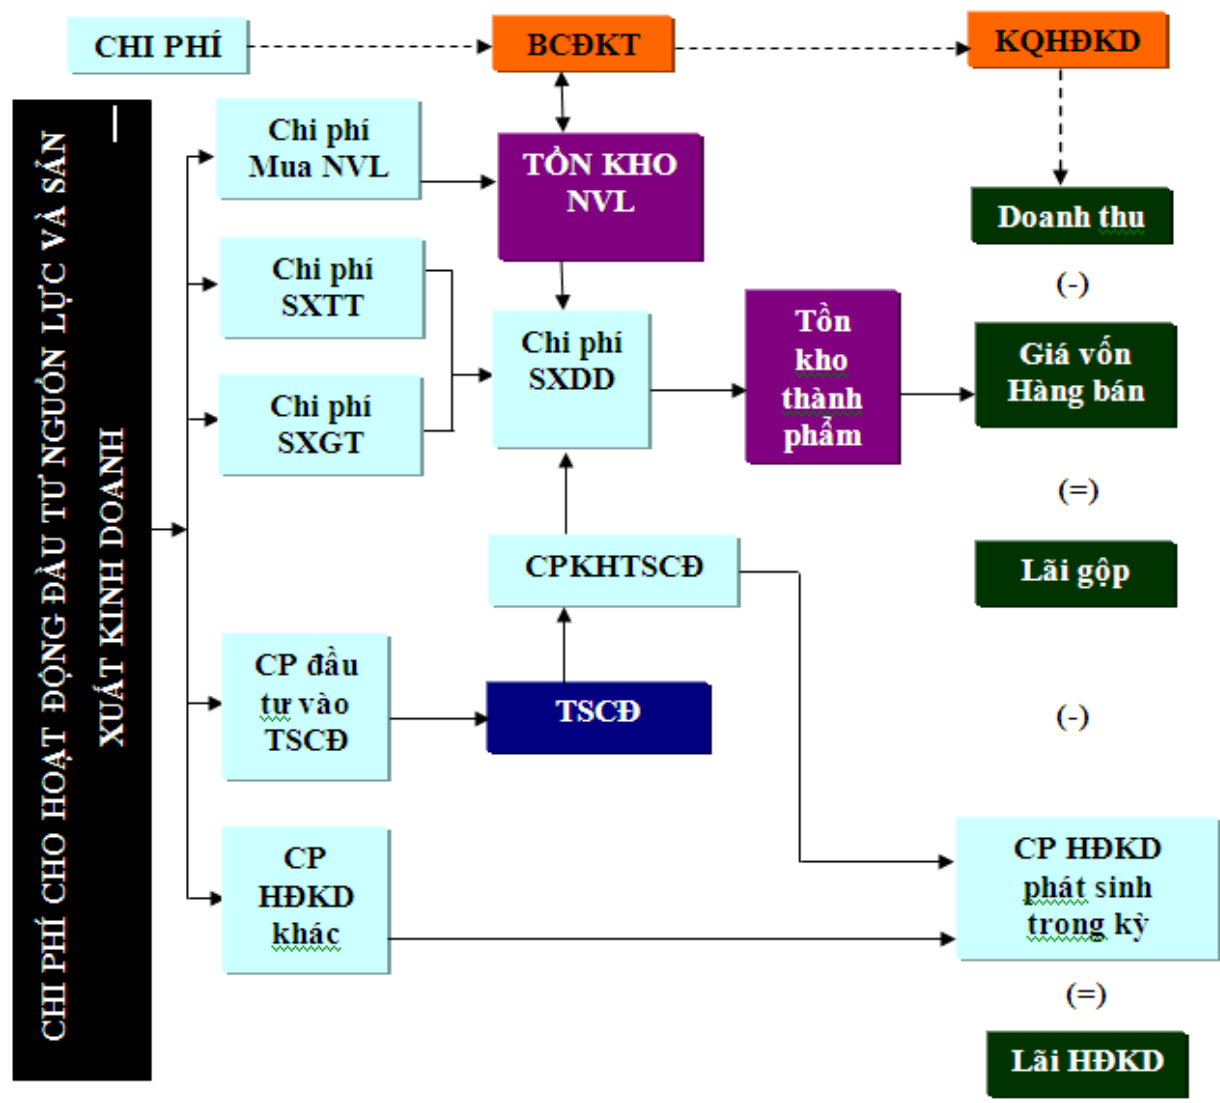 CHI PHÍ
BCĐKT
KQHĐKD
CHI PHÍ CHO HOẠT ĐỘNG ĐẦU TƯ NGUỒN LỰC VÀ SẢN
XUẤT KINH DOANH
Chi phí
Mua NVL
TỒN KHO
NVL
Doanh thu
(-)
Chi phí
SXTT
Chi phí
SXGT
Chi phí
SXDD
Tồn
kho
thành
phẩm
Giá vốn
Hàng bán
(=)
CPKHTSCĐ
Lãi gộp
CP đầu
tư vào
TSCĐ
TSCĐ
(-)
CP
HĐKD
khác
CP HĐKD
phát sinh
trong kỳ
(=)
Lãi HĐKD